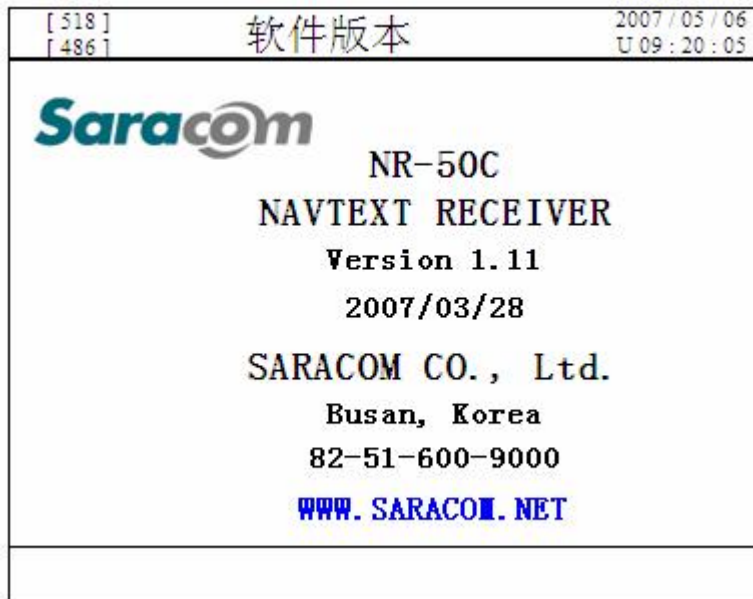 [ 518 ]
[ 486 ]
软件版本
2007 / 05 / 06
U 09 : 20 : 05
Saracom
NR-50C
NAVTEXT RECEIVER
Version 1.11
2007/03/28
SARACOM CO., Ltd.
Busan, Korea
82-51-600-9000
WWW.SARACOM.NET